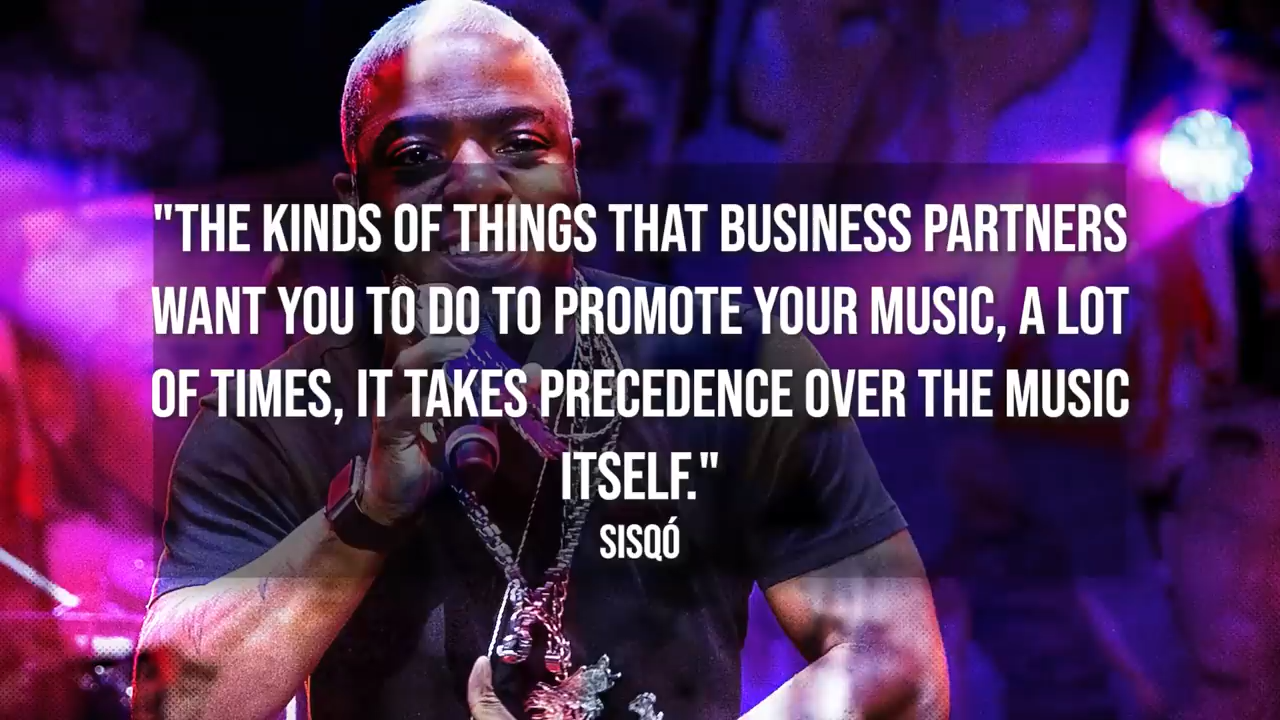 "THE KINDS OF THINGS THAT BUSINESS PARTNERS
WANT YOU TO DO TO PROMOTE YOUR MUSIC, A LOT
OF TIMES, IT TAKES PRECEDENCE OVER THE MUSIC
ITSELF."
SISQÓ